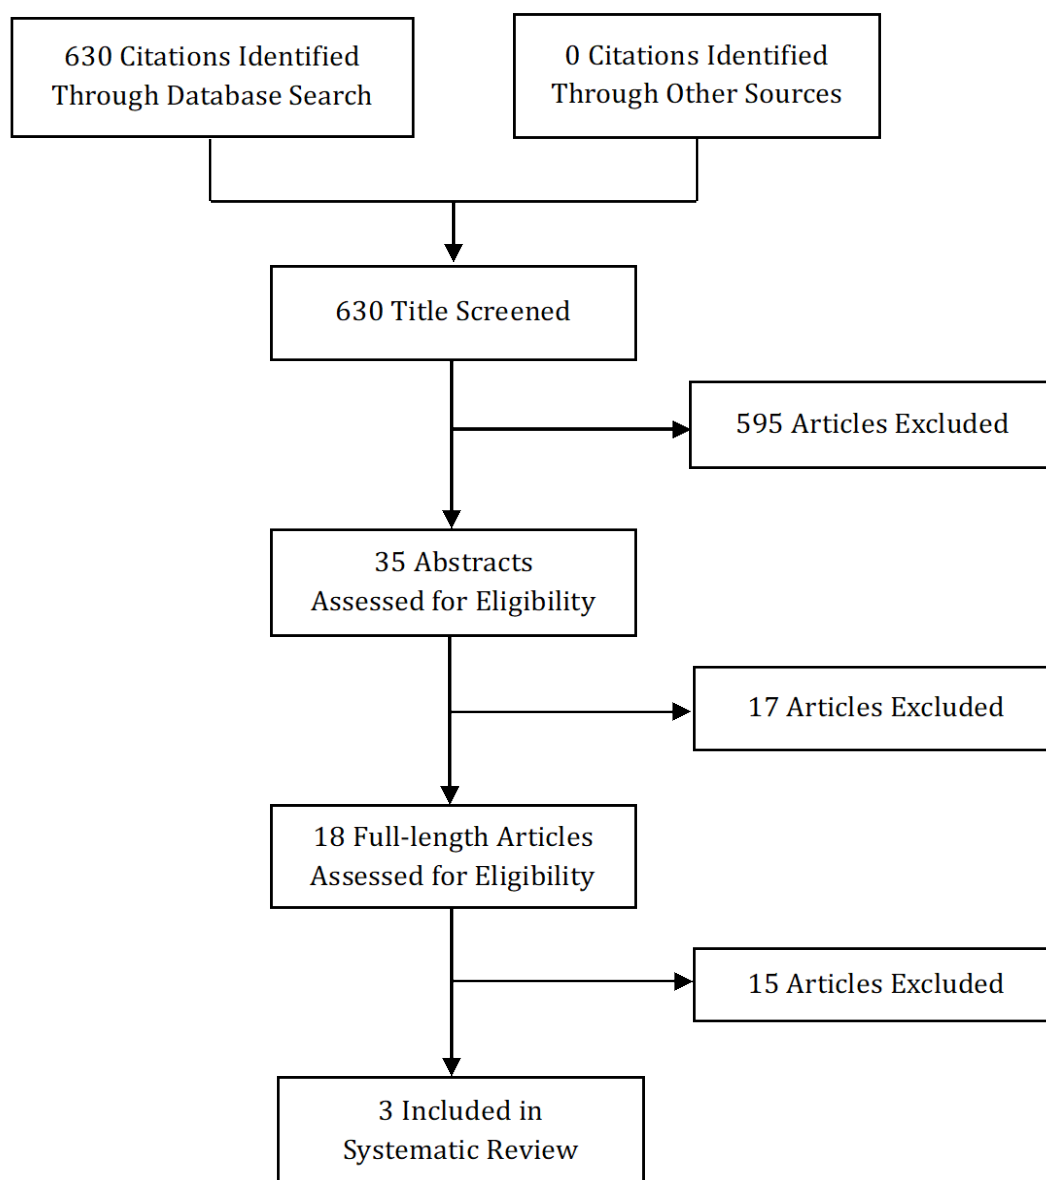 630 Citations Identified
Through Database Search
0 Citations Identified
Through Other Sources
630 Title Screened
595 Articles Excluded
35 Abstracts
Assessed for Eligibility
17 Articles Excluded
18 Full-length Articles
Assessed for Eligibility
15 Articles Excluded
3 Included in
Systematic Review